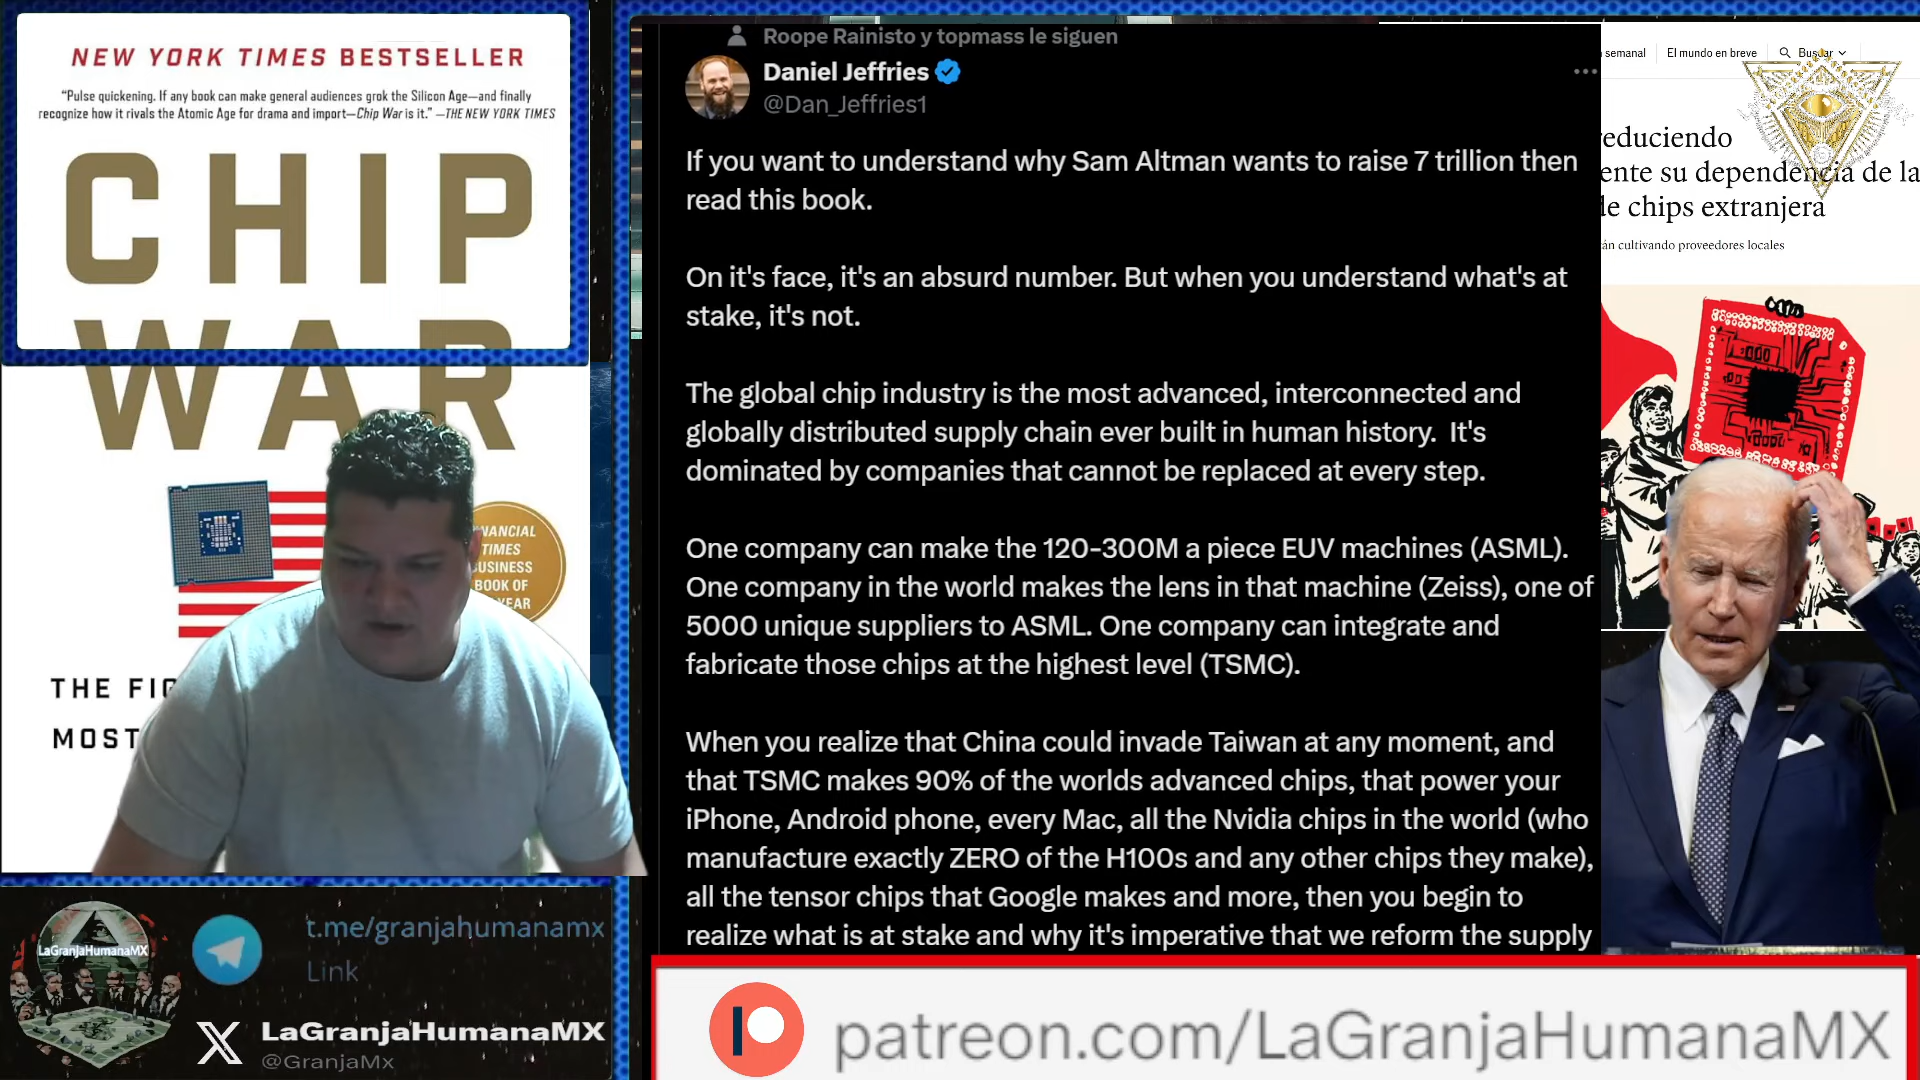 NEW YORK TIMES BESTSELLER
“Pulse quickening. If any book can make general audiences grok the Silicon Age—and finally
recognize how it rivals the Atomic Age for drama and import—Chip War is it.” —THE NEW YORK TIMES
CHIP
WAR
NANCIAL
TIMES
BUSINESS
BOOK OF
YEAR
THE FIG
MOST
LaGranjaHumanaMX
t.me/granjahumanamx
Link
LaGranjaHumanaMX
@GranjaMx
Roope Rainisto y topmass le siguen
Daniel Jeffries
@Dan_Jeffries1
If you want to understand why Sam Altman wants to raise 7 trillion then
read this book.
On it's face, it's an absurd number. But when you understand what's at
stake, it's not.
The global chip industry is the most advanced, interconnected and
globally distributed supply chain ever built in human history.  It's
dominated by companies that cannot be replaced at every step.
One company can make the 120-300M a piece EUV machines (ASML).
One company in the world makes the lens in that machine (Zeiss), one of
5000 unique suppliers to ASML. One company can integrate and
fabricate those chips at the highest level (TSMC).
When you realize that China could invade Taiwan at any moment, and
that TSMC makes 90% of the worlds advanced chips, that power your
iPhone, Android phone, every Mac, all the Nvidia chips in the world (who
manufacture exactly ZERO of the H100s and any other chips they make),
all the tensor chips that Google makes and more, then you begin to
realize what is at stake and why it's imperative that we reform the supply
semanal
El mundo en breve
Buscar
reduciendo
ente su dependencia de la
de chips extranjera
án cultivando proveedores locales
patreon.com/LaGranjaHumanaMX